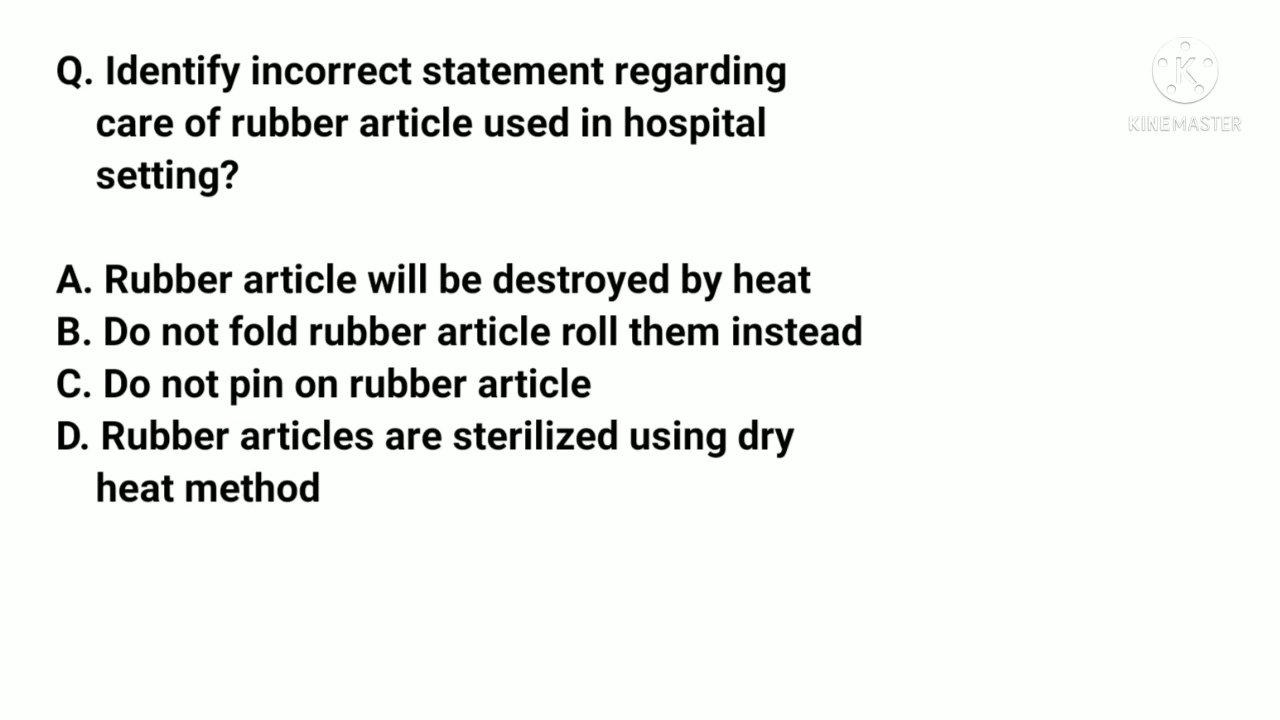 Q. Identify incorrect statement regarding
care of rubber article used in hospital
setting?
A. Rubber article will be destroyed by heat
B. Do not fold rubber article roll them instead
C. Do not pin on rubber article
D. Rubber articles are sterilized using dry
heat method
K
KINEMASTER